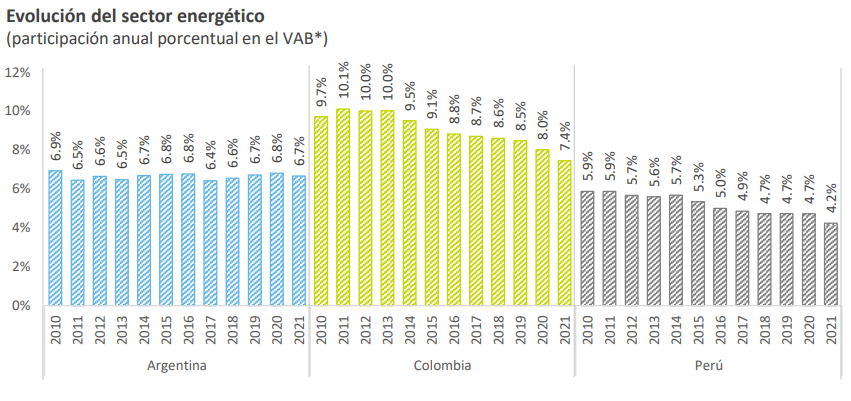 Evolución del sector energético
(participación anual porcentual en el VAB*)
12%
10%
8%
6%
4%
2%
0%
6.9% 6.5% 6.6% 6.5% 6.7% 6.8% 6.8% 6.4% 6.6% 6.7% 6.8% 6.7%
9.7% 10.1% 10.0% 10.0% 9.5% 9.1% 8.8% 8.7% 8.6% 8.5% 8.0% 7.4%
5.9% 5.9% 5.7% 5.6% 5.7% 5.3% 5.0% 4.9% 4.7% 4.7% 4.7% 4.2%
2010 2011 2012 2013 2014 2015 2016 2017 2018 2019 2020 2021
2010 2011 2012 2013 2014 2015 2016 2017 2018 2019 2020 2021
2010 2011 2012 2013 2014 2015 2016 2017 2018 2019 2020 2021
Argentina
Colombia
Perú